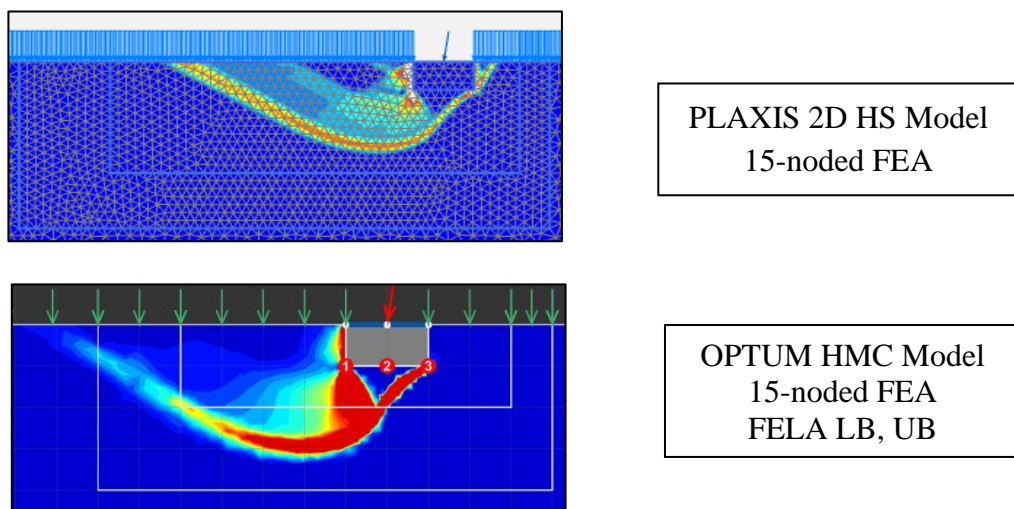 PLAXIS 2D HS Model
15-noded FEA
1 2 3
OPTUM HMC Model
15-noded FEA
FELA LB, UB